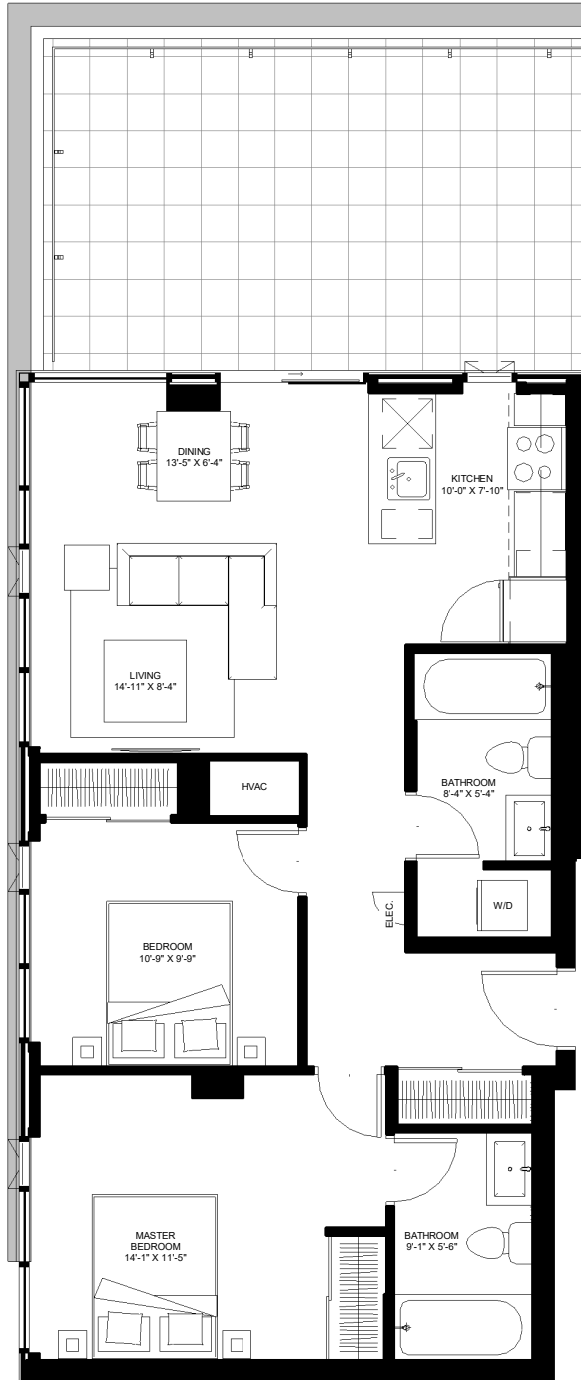 DINING
13'-5" X 6'-4"
KITCHEN
10'-0" X 7'-10"
LIVING
14'-11" X 8'-4"
HVAC
BATHROOM
8'-4" X 5'-4"
W/D
ELEC.
BEDROOM
10'-9" X 9'-9"
MASTER
BEDROOM
14'-1" X 11'-5"
BATHROOM
9'-1" X 5'-6"